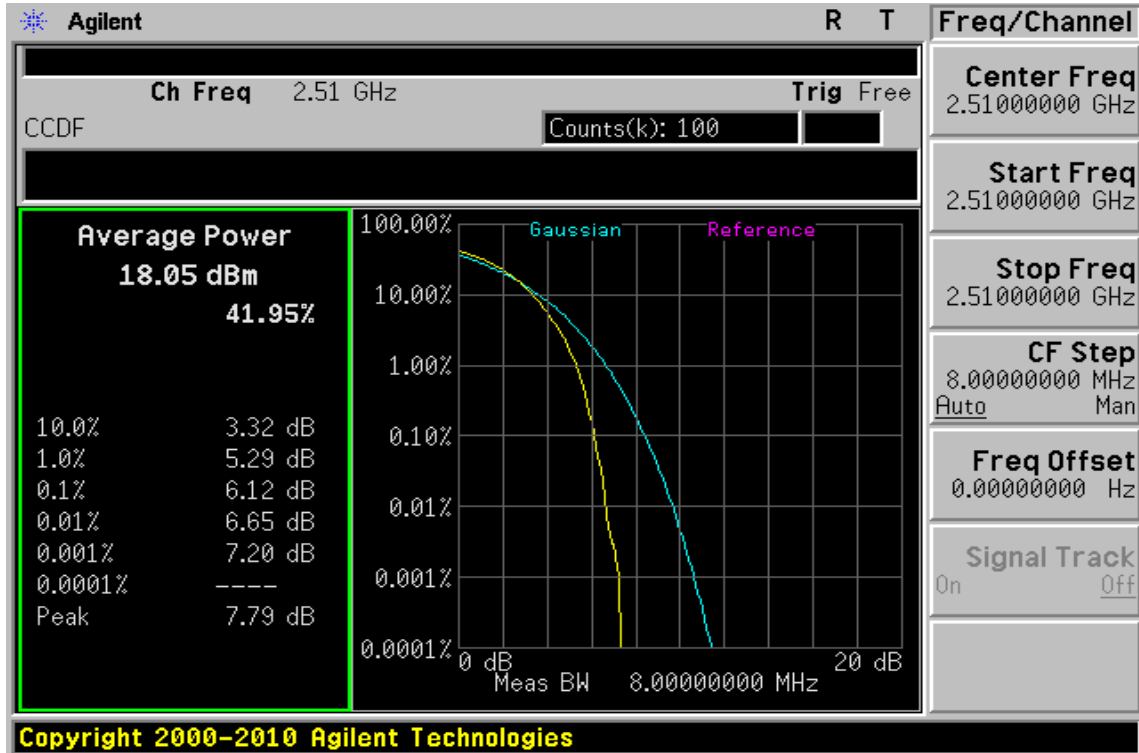 Agilent R T
Ch Freq 2.51 GHz Trig Free
CCDF Counts(k): 100
Average Power
18.05 dBm
41.95%
10.0% 3.32 dB
1.0% 5.29 dB
0.1% 6.12 dB
0.01% 6.65 dB
0.001% 7.20 dB
0.0001% ----
Peak 7.79 dB
Gaussian Reference
100.00%
10.00%
1.00%
0.10%
0.01%
0.001%
0.0001%
0 dB 20 dB
Meas BW 8.00000000 MHz
Freq/Channel
Center Freq
2.51000000 GHz
Start Freq
2.51000000 GHz
Stop Freq
2.51000000 GHz
CF Step
8.00000000 MHz
Auto Man
Freq Offset
0.00000000 Hz
Signal Track
On Off
Copyright 2000-2010 Agilent Technologies